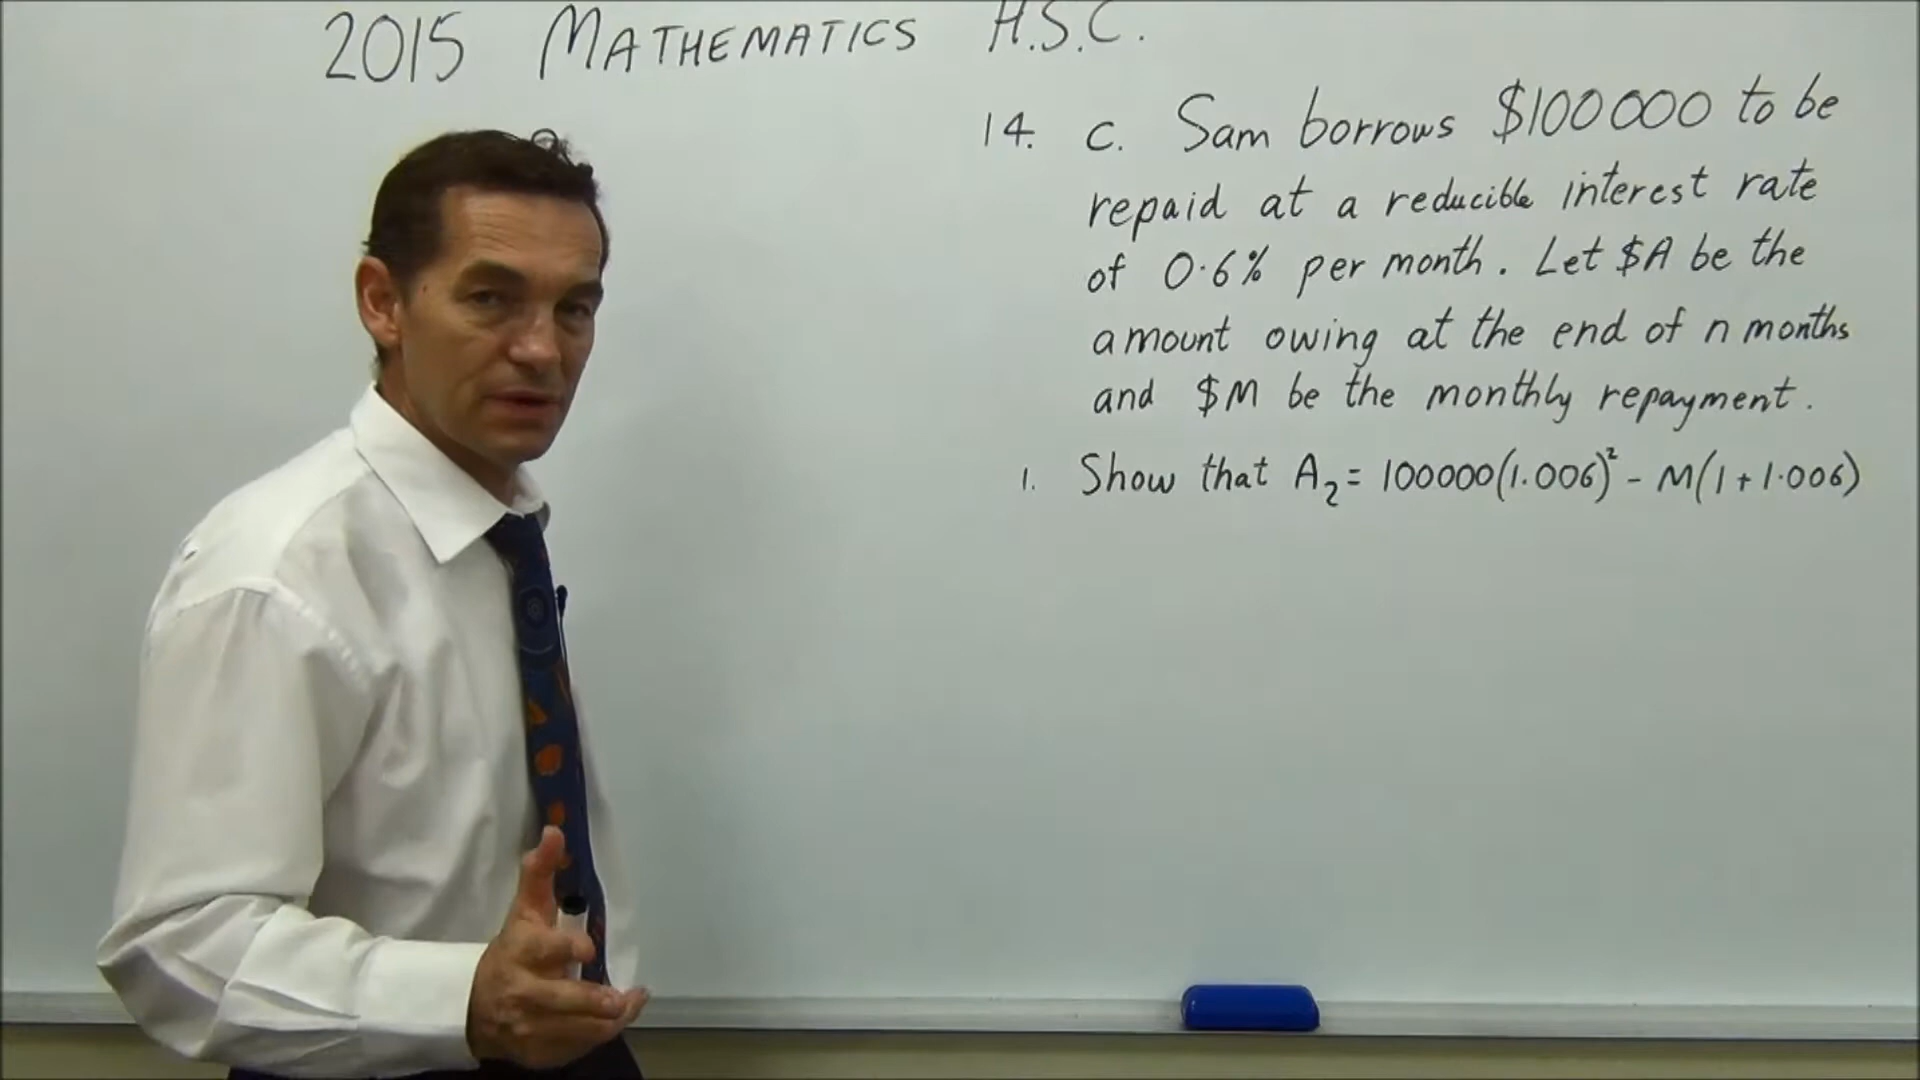 2015 MATHEMATICS H.S.C.
14. c. Sam borrows $100000 to be
repaid at a reducible interest rate
of 0.6% per month. Let $A be the
amount owing at the end of n months
and $M be the monthly repayment.
1. Show that A₂ = 100000(1.006)² - M(1 + 1.006)